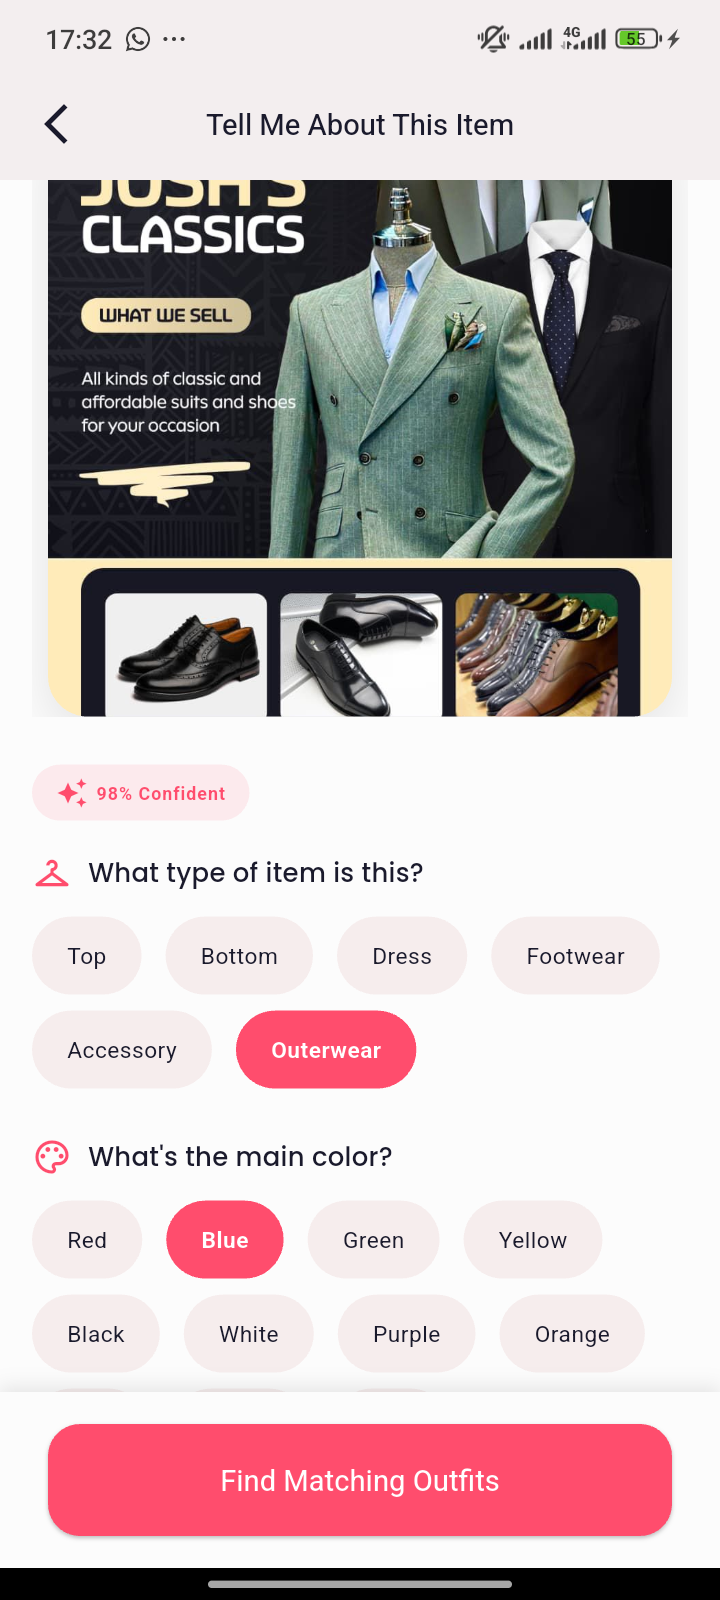 17:32
4G
55
Tell Me About This Item
JOSH'S
CLASSICS
WHAT WE SELL
All kinds of classic and
affordable suits and shoes
for your occasion
98% Confident
What type of item is this?
Top
Bottom
Dress
Footwear
Accessory
Outerwear
What's the main color?
Red
Blue
Green
Yellow
Black
White
Purple
Orange
Find Matching Outfits